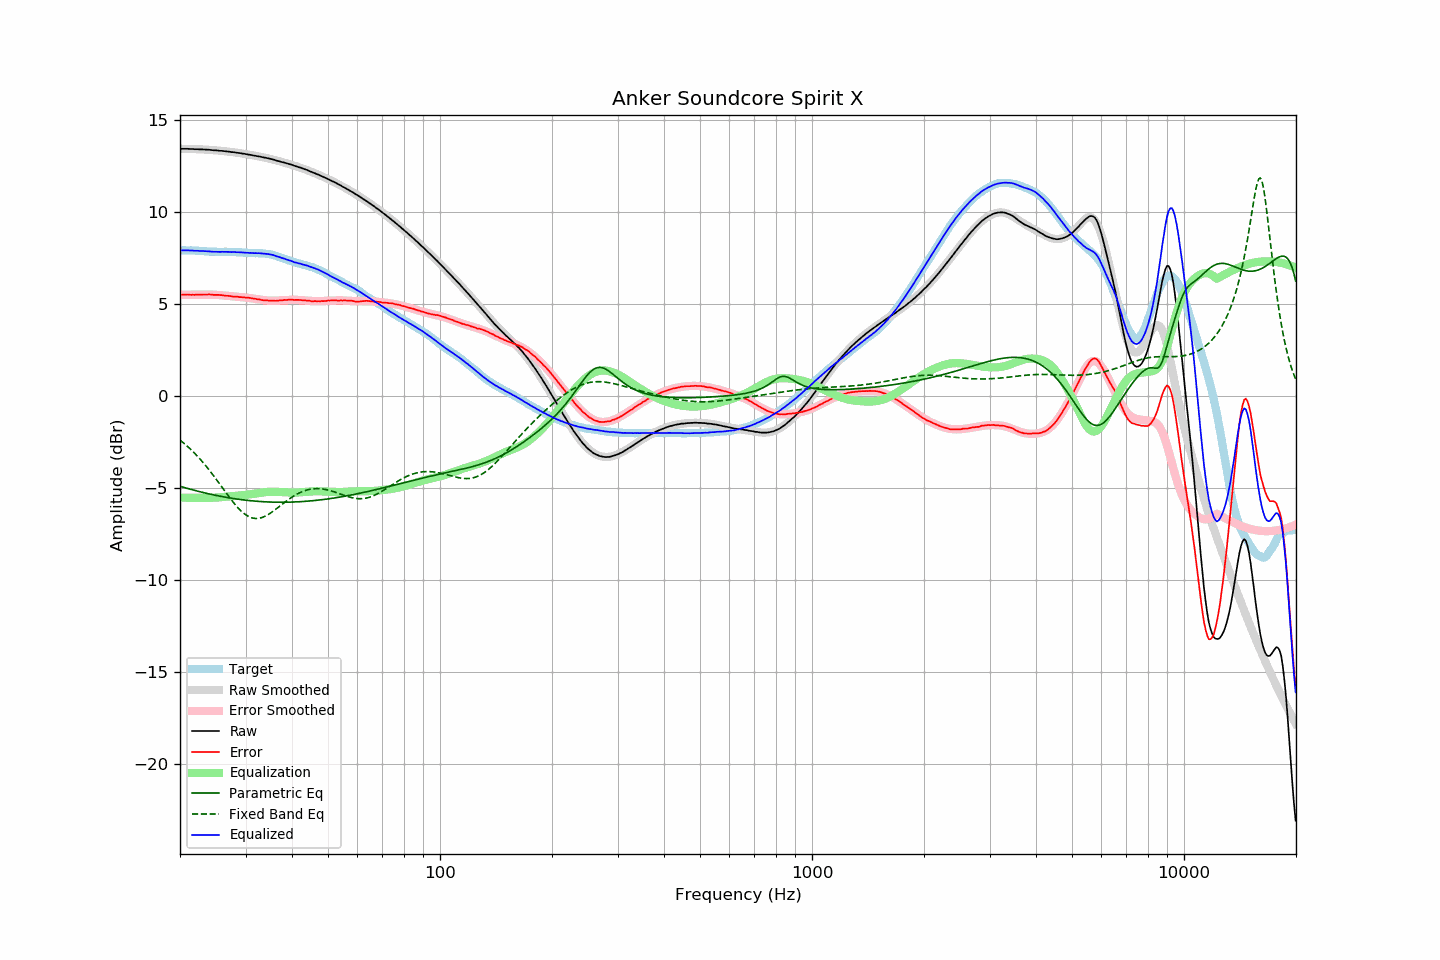 Anker Soundcore Spirit X
15
10
5
0
−5
−10
−15
−20
Amplitude (dBr)
Target
Raw Smoothed
Error Smoothed
Raw
Error
Equalization
Parametric Eq
Fixed Band Eq
Equalized
100
1000
10000
Frequency (Hz)